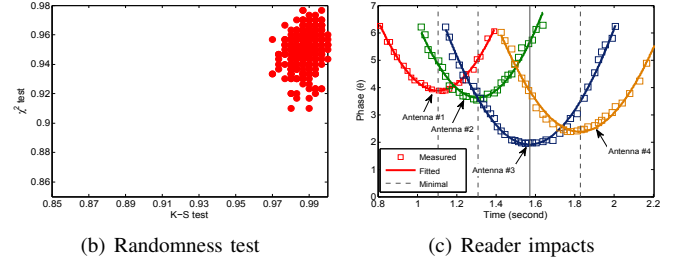 0.98
0.96
0.94
0.92
0.9
0.88
0.86
χ² test
0.85
0.87
0.89
0.91
0.93
0.95
0.97
0.99
K−S test
(b) Randomness test
7
6
5
4
3
2
1
0
Phase (θ)
Antenna #1
Antenna #2
Antenna #3
Antenna #4
Measured
Fitted
Minimal
0.8
1
1.2
1.4
1.6
1.8
2
2.2
Time (second)
(c) Reader impacts